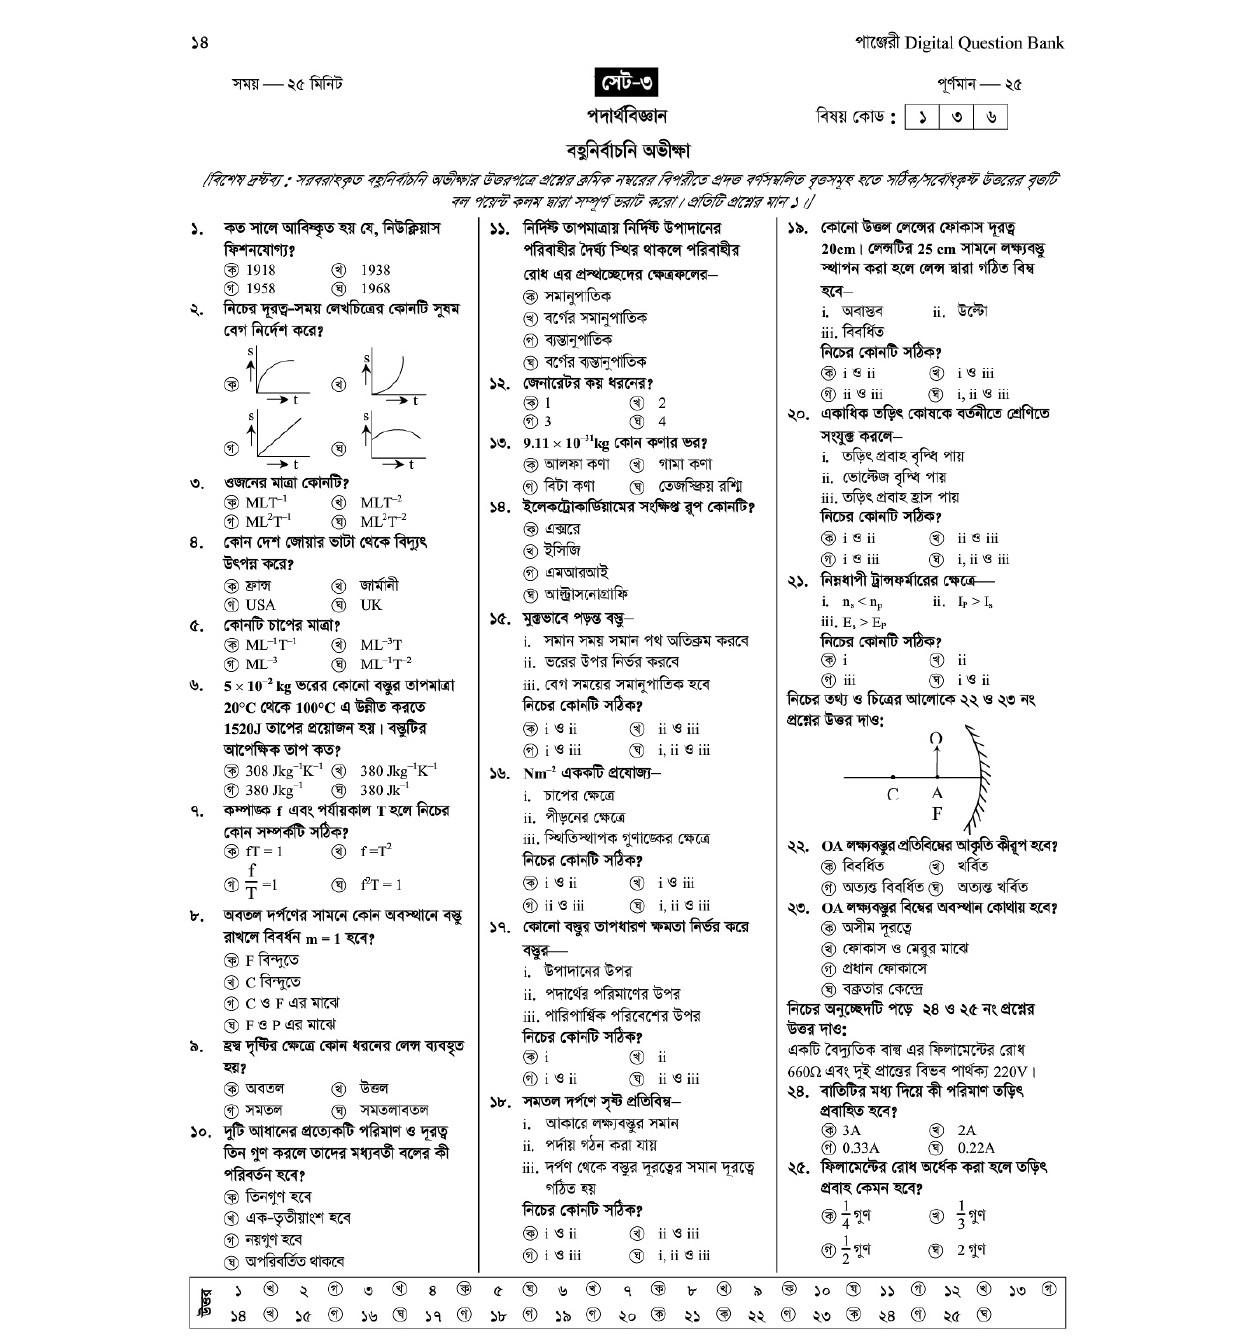 ১৪
পাঞ্জেরী Digital Question Bank
সময় — ২৫ মিনিট
সেট-৩
পূর্ণমান — ২৫
পদার্থবিজ্ঞান
বিষয় কোড : ১ ৩ ৬
বহুনির্বাচনি অভীক্ষা
[বিশেষ দ্রষ্টব্য : সরবরাহকৃত বহুনির্বাচনি অভীক্ষার উত্তরপত্রে প্রশ্নের ক্রমিক নম্বরের বিপরীতে প্রদত্ত বর্ণসম্বলিত বৃত্তসমূহ হতে সঠিক/সর্বোৎকৃষ্ট উত্তরের বৃত্তটি
বল পয়েন্ট কলম দ্বারা সম্পূর্ণ ভরাট করো। প্রতিটি প্রশ্নের মান ১।]
১. কত সালে আবিষ্কৃত হয় যে, নিউক্লিয়াস
ফিশনযোগ্য?
ক 1918 খ 1938
গ 1958 ঘ 1968
২. নিচের দূরত্ব-সময় লেখচিত্রের কোনটি সুষম
বেগ নির্দেশ করে?
ক s t খ s t
গ s t ঘ s t
৩. ওজনের মাত্রা কোনটি?
ক MLT⁻¹ খ MLT⁻²
গ ML²T⁻¹ ঘ ML²T⁻²
৪. কোন দেশ জোয়ার ভাটা থেকে বিদ্যুৎ
উৎপন্ন করে?
ক ফ্রান্স খ জার্মানী
গ USA ঘ UK
৫. কোনটি চাপের মাত্রা?
ক ML⁻¹T⁻¹ খ ML⁻³T
গ ML⁻³ ঘ ML⁻¹T⁻²
৬. 5 × 10⁻² kg ভরের কোনো বস্তুর তাপমাত্রা
20°C থেকে 100°C এ উন্নীত করতে
1520J তাপের প্রয়োজন হয়। বস্তুটির
আপেক্ষিক তাপ কত?
ক 308 Jkg⁻¹K⁻¹ খ 380 Jkg⁻¹K⁻¹
গ 380 Jkg⁻¹ ঘ 380 Jk⁻¹
৭. কম্পাঙ্ক f এবং পর্যায়কাল T হলে নিচের
কোন সম্পর্কটি সঠিক?
ক fT = 1 খ f =T²
গ f/T =1 ঘ f²T = 1
৮. অবতল দর্পণের সামনে কোন অবস্থানে বস্তু
রাখলে বিবর্ধন m = 1 হবে?
ক F বিন্দুতে
খ C বিন্দুতে
গ C ও F এর মাঝে
ঘ F ও P এর মাঝে
৯. হ্রস্ব দৃষ্টির ক্ষেত্রে কোন ধরনের লেন্স ব্যবহৃত
হয়?
ক অবতল খ উত্তল
গ সমতল ঘ সমতলাবতল
১০. দুটি আধানের প্রত্যেকটি পরিমাণ ও দূরত্ব
তিন গুণ করলে তাদের মধ্যবর্তী বলের কী
পরিবর্তন হবে?
ক তিনগুণ হবে
খ এক-তৃতীয়াংশ হবে
গ নয়গুণ হবে
ঘ অপরিবর্তিত থাকবে
১১. নির্দিষ্ট তাপমাত্রায় নির্দিষ্ট উপাদানের
পরিবাহীর দৈর্ঘ্য স্থির থাকলে পরিবাহীর
রোধ এর প্রস্থচ্ছেদের ক্ষেত্রফলের–
ক সমানুপাতিক
খ বর্গের সমানুপাতিক
গ ব্যস্তানুপাতিক
ঘ বর্গের ব্যস্তানুপাতিক
১২. জেনারেটর কয় ধরনের?
ক 1 খ 2
গ 3 ঘ 4
১৩. 9.11 × 10⁻³¹kg কোন কণার ভর?
ক আলফা কণা খ গামা কণা
গ বিটা কণা ঘ তেজস্ক্রিয় রশ্মি
১৪. ইলেকট্রোকার্ডিয়ামের সংক্ষিপ্ত রূপ কোনটি?
ক এক্সরে
খ ইসিজি
গ এমআরআই
ঘ আল্ট্রাসনোগ্রাফি
১৫. মুক্তভাবে পড়ন্ত বস্তু–
i. সমান সময় সমান পথ অতিক্রম করবে
ii. ভরের উপর নির্ভর করবে
iii. বেগ সময়ের সমানুপাতিক হবে
নিচের কোনটি সঠিক?
ক i ও ii খ ii ও iii
গ i ও iii ঘ i, ii ও iii
১৬. Nm⁻² এককটি প্রযোজ্য–
i. চাপের ক্ষেত্রে
ii. পীড়নের ক্ষেত্রে
iii. স্থিতিস্থাপক গুণাঙ্কের ক্ষেত্রে
নিচের কোনটি সঠিক?
ক i ও ii খ i ও iii
গ ii ও iii ঘ i, ii ও iii
১৭. কোনো বস্তুর তাপধারণ ক্ষমতা নির্ভর করে
বস্তুর—
i. উপাদানের উপর
ii. পদার্থের পরিমাণের উপর
iii. পারিপার্শ্বিক পরিবেশের উপর
নিচের কোনটি সঠিক?
ক i খ ii
গ i ও ii ঘ ii ও iii
১৮. সমতল দর্পণে সৃষ্ট প্রতিবিম্ব–
i. আকারে লক্ষ্যবস্তুর সমান
ii. পর্দায় গঠন করা যায়
iii. দর্পণ থেকে বস্তুর দূরত্বের সমান দূরত্বে
গঠিত হয়
নিচের কোনটি সঠিক?
ক i ও ii খ ii ও iii
গ i ও iii ঘ i, ii ও iii
১৯. কোনো উত্তল লেন্সের ফোকাস দূরত্ব
20cm। লেন্সটির 25 cm সামনে লক্ষ্যবস্তু
স্থাপন করা হলে লেন্স দ্বারা গঠিত বিম্ব
হবে–
i. অবাস্তব ii. উল্টো
iii. বিবর্ধিত
নিচের কোনটি সঠিক?
ক i ও ii খ i ও iii
গ ii ও iii ঘ i, ii ও iii
২০. একাধিক তড়িৎ কোষকে বর্তনীতে শ্রেণিতে
সংযুক্ত করলে–
i. তড়িৎ প্রবাহ বৃদ্ধি পায়
ii. ভোল্টেজ বৃদ্ধি পায়
iii. তড়িৎ প্রবাহ হ্রাস পায়
নিচের কোনটি সঠিক?
ক i ও ii খ ii ও iii
গ i ও iii ঘ i, ii ও iii
২১. নিম্নধাপী ট্রান্সফর্মারের ক্ষেত্রে—
i. nₛ < nₚ ii. Iₚ > Iₛ
iii. Eₛ > Eₚ
নিচের কোনটি সঠিক?
ক i খ ii
গ iii ঘ i ও ii
নিচের তথ্য ও চিত্রের আলোকে ২২ ও ২৩ নং
প্রশ্নের উত্তর দাও:
O
C A
F
২২. OA লক্ষ্যবস্তুর প্রতিবিম্বের আকৃতি কীরূপ হবে?
ক বিবর্ধিত খ খর্বিত
গ অত্যন্ত বিবর্ধিত ঘ অত্যন্ত খর্বিত
২৩. OA লক্ষ্যবস্তুর বিম্বের অবস্থান কোথায় হবে?
ক অসীম দূরত্বে
খ ফোকাস ও মেরুর মাঝে
গ প্রধান ফোকাসে
ঘ বক্রতার কেন্দ্রে
নিচের অনুচ্ছেদটি পড়ে ২৪ ও ২৫ নং প্রশ্নের
উত্তর দাও:
একটি বৈদ্যুতিক বাল্ব এর ফিলামেন্টের রোধ
660Ω এবং দুই প্রান্তের বিভব পার্থক্য 220V।
২৪. বাতিটির মধ্য দিয়ে কী পরিমাণ তড়িৎ
প্রবাহিত হবে?
ক 3A খ 2A
গ 0.33A ঘ 0.22A
২৫. ফিলামেন্টের রোধ অর্ধেক করা হলে তড়িৎ
প্রবাহ কেমন হবে?
ক 1/4 গুণ খ 1/3 গুণ
গ 1/2 গুণ ঘ 2 গুণ
উত্তর
১ খ ২ গ ৩ খ ৪ ক ৫ ঘ ৬ খ ৭ ক ৮ খ ৯ ক ১০ ঘ ১১ গ ১২ খ ১৩ গ
১৪ খ ১৫ গ ১৬ ঘ ১৭ গ ১৮ গ ১৯ গ ২০ ক ২১ ক ২২ গ ২৩ ক ২৪ গ ২৫ ঘ